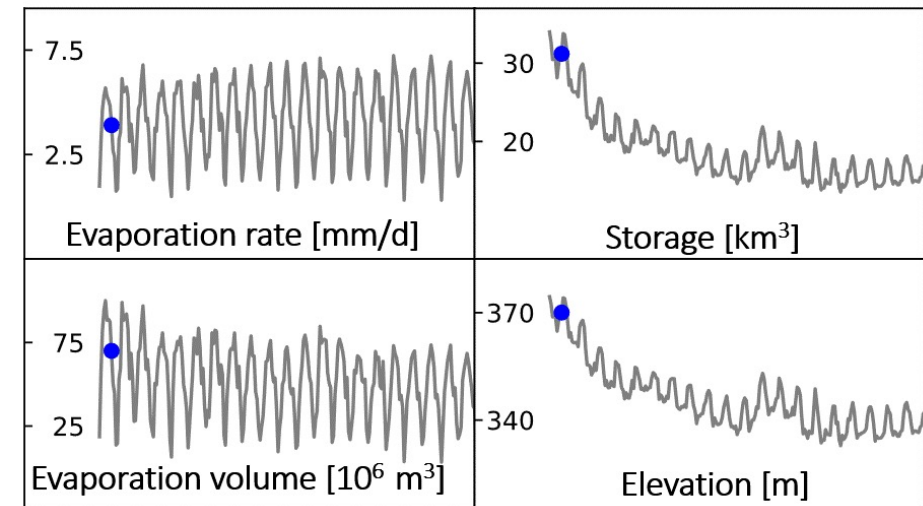 7.5
2.5
Evaporation rate [mm/d]
30
20
Storage [km³]
75
25
Evaporation volume [10⁶ m³]
370
340
Elevation [m]